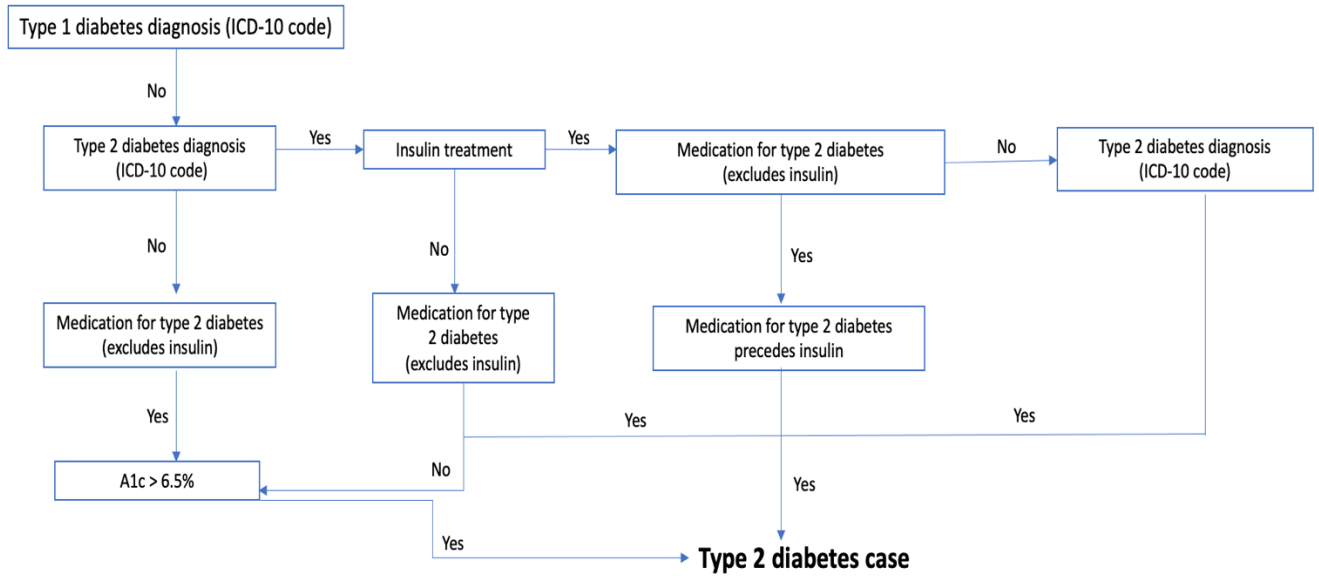 Type 1 diabetes diagnosis (ICD-10 code)
No
Type 2 diabetes diagnosis
(ICD-10 code)
Yes
Insulin treatment
Yes
Medication for type 2 diabetes
(excludes insulin)
No
Type 2 diabetes diagnosis
(ICD-10 code)
No
No
Yes
Medication for type 2 diabetes
(excludes insulin)
Medication for type
2 diabetes
(excludes insulin)
Medication for type 2 diabetes
precedes insulin
Yes
Yes
Yes
A1c > 6.5%
No
Yes
Yes
Type 2 diabetes case